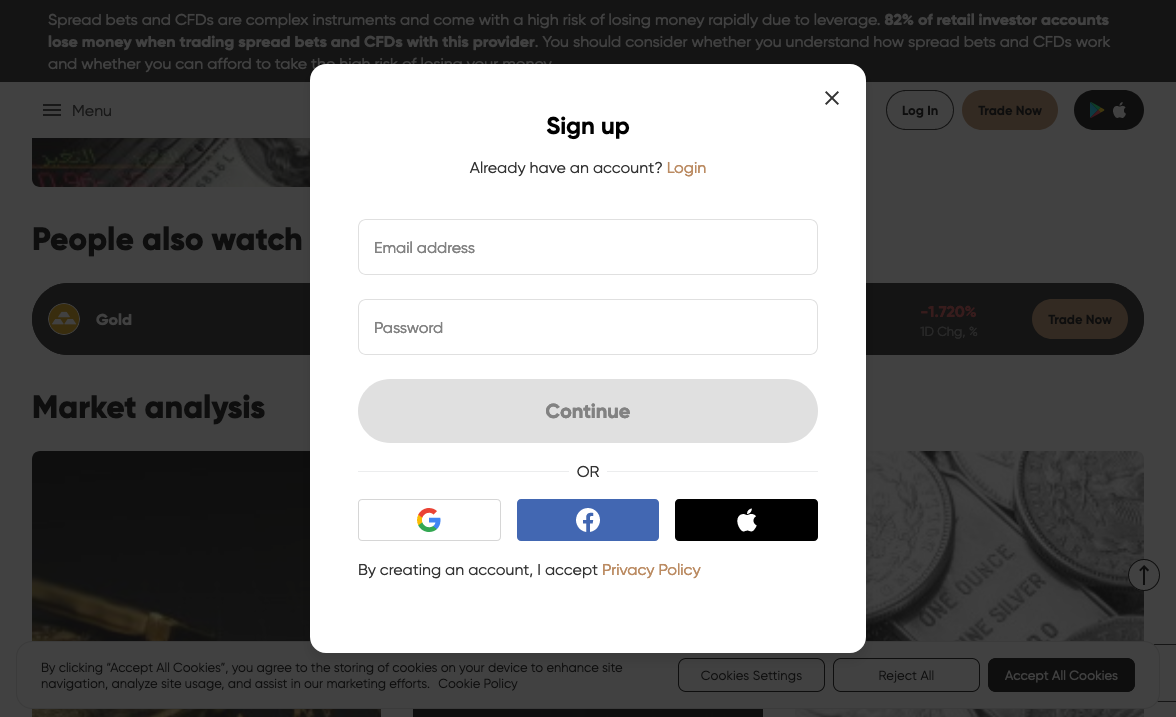 Spread bets and CFDs are complex instruments and come with a high risk of losing money rapidly due to leverage. 82% of retail investor accounts
lose money when trading spread bets and CFDs with this provider. You should consider whether you understand how spread bets and CFDs work
and whether you can afford to take the high risk of losing your money.
Menu
Log In
Trade Now
Sign up
Already have an account? Login
Email address
Password
Continue
OR
By creating an account, I accept Privacy Policy
People also watch
Gold
-1.720%
1D Chg, %
Trade Now
Market analysis
ONE OUNCE
FINE SILVER
By clicking “Accept All Cookies”, you agree to the storing of cookies on your device to enhance site
navigation, analyze site usage, and assist in our marketing efforts. Cookie Policy
Cookies Settings
Reject All
Accept All Cookies